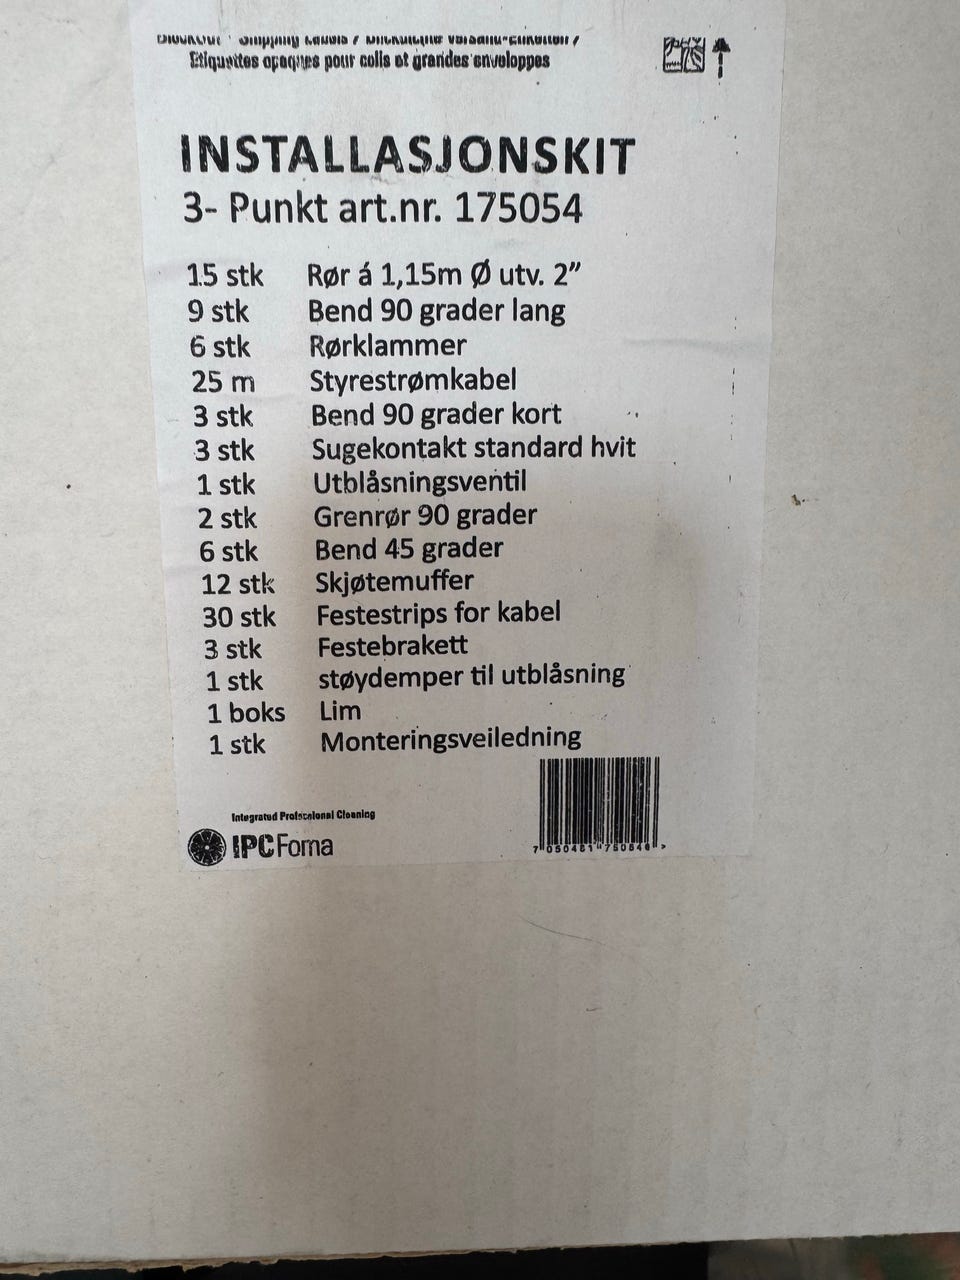 Etiquettes opaques pour colis et grandes enveloppes
INSTALLASJONSKIT
3- Punkt art.nr. 175054
15 stk Rør á 1,15m Ø utv. 2”
9 stk Bend 90 grader lang
6 stk Rørklammer
25 m Styrestrømkabel
3 stk Bend 90 grader kort
3 stk Sugekontakt standard hvit
1 stk Utblåsningsventil
2 stk Grenrør 90 grader
6 stk Bend 45 grader
12 stk Skjøtemuffer
30 stk Festestrips for kabel
3 stk Festebrakett
1 stk støydemper til utblåsning
1 boks Lim
1 stk Monteringsveiledning
Integrated Professional Cleaning
IPC Foma